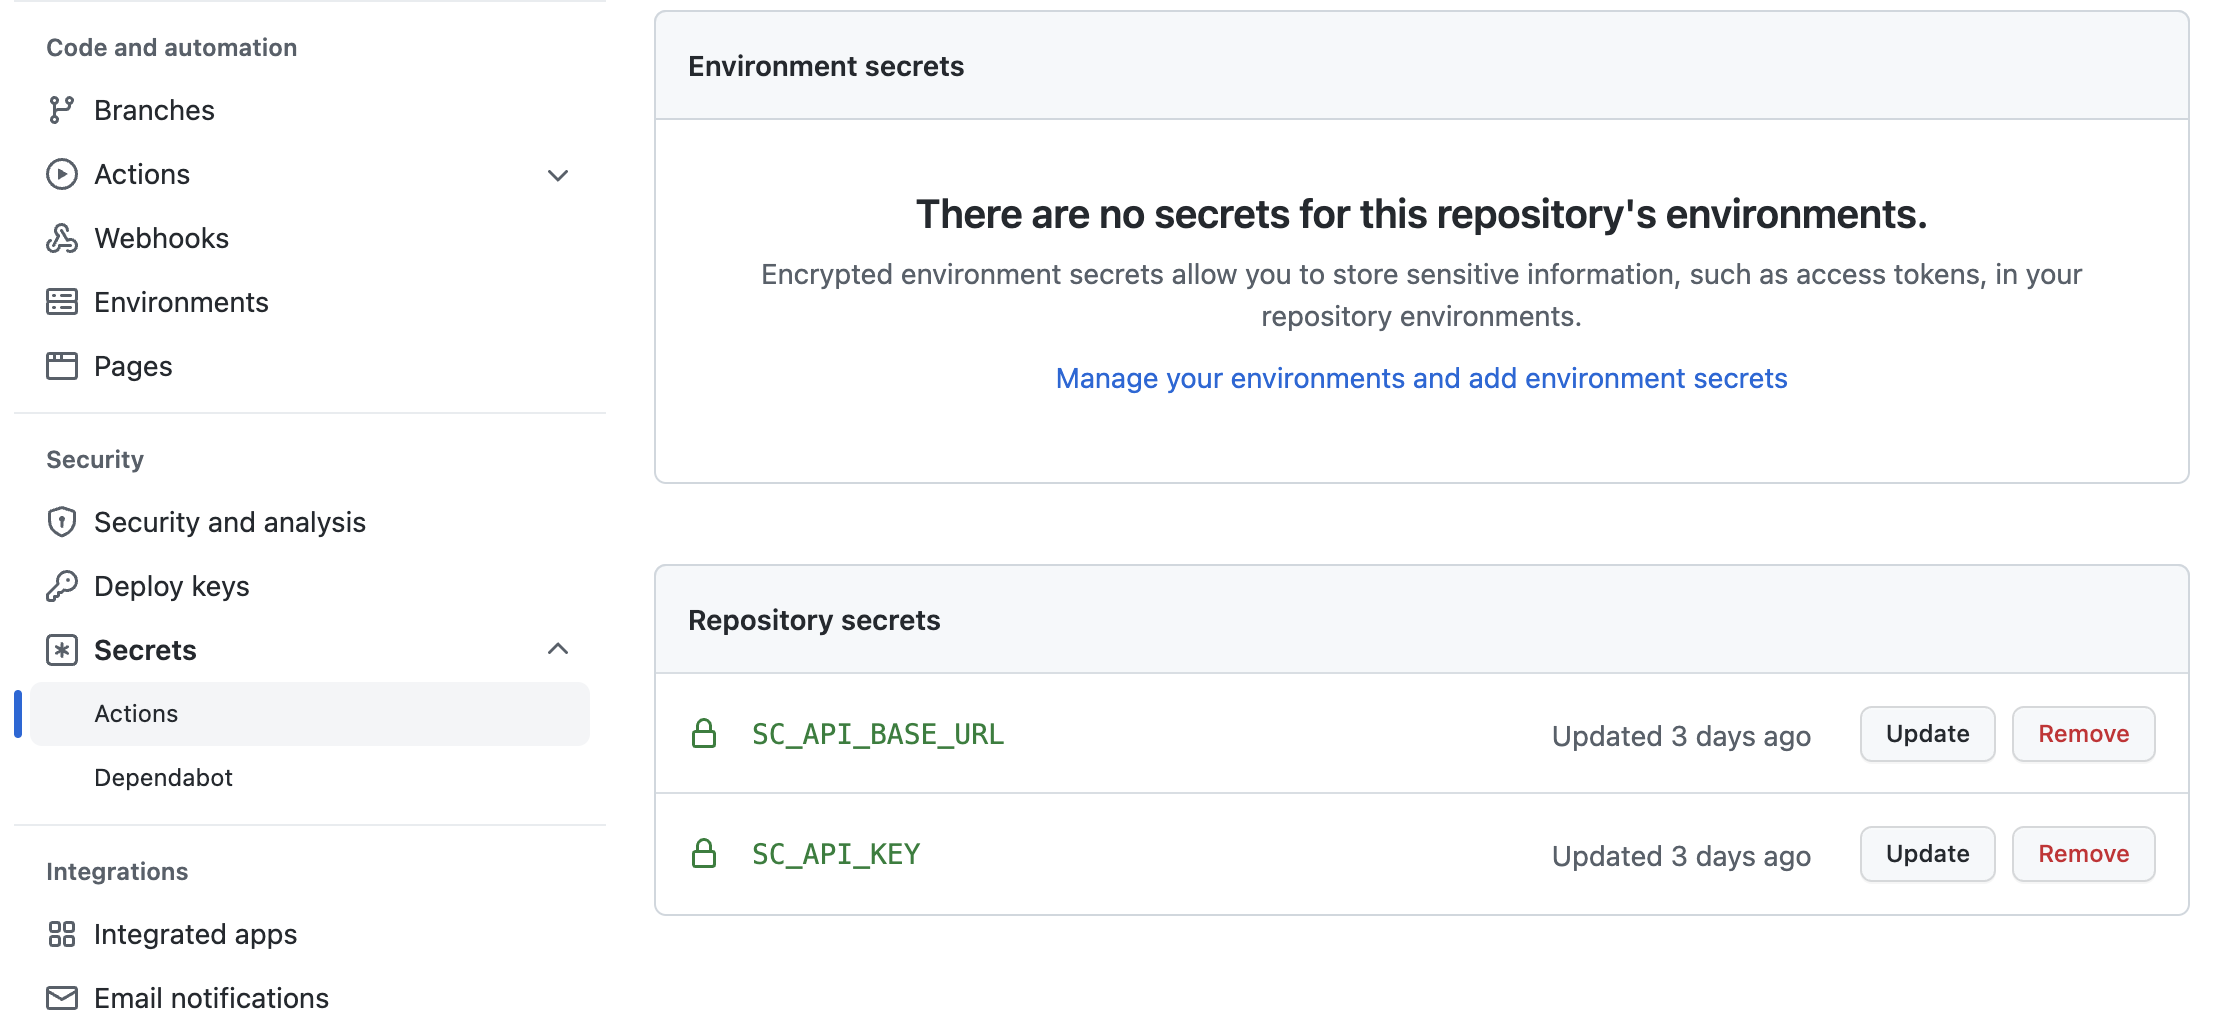 Code and automation
Branches
Actions
Webhooks
Environments
Pages
Security
Security and analysis
Deploy keys
Secrets
Actions
Dependabot
Integrations
Integrated apps
Email notifications
Environment secrets
There are no secrets for this repository's environments.
Encrypted environment secrets allow you to store sensitive information, such as access tokens, in your
repository environments.
Manage your environments and add environment secrets
Repository secrets
SC_API_BASE_URL Updated 3 days ago Update Remove
SC_API_KEY Updated 3 days ago Update Remove